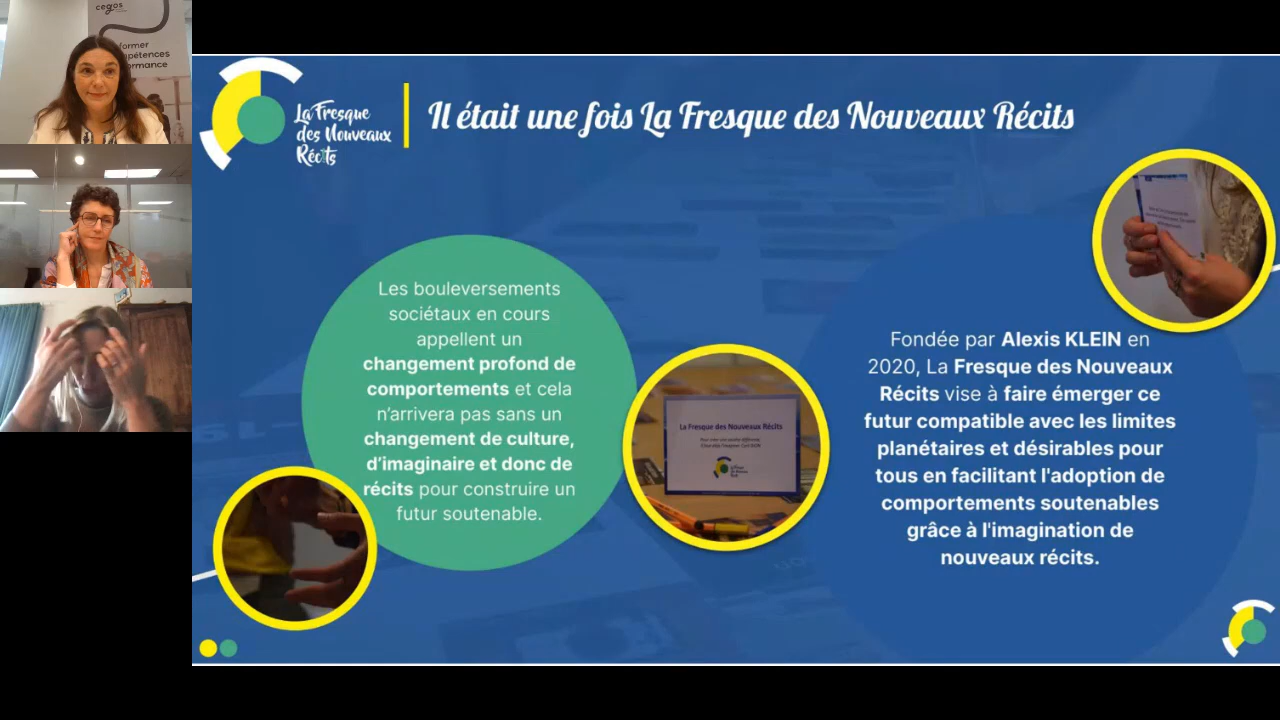 cegos
former
mpétences
ormance
La Fresque
des Nouveaux
Récits
Il était une fois La Fresque des Nouveaux Récits
Les bouleversements
sociétaux en cours
appellent un
changement profond de
comportements et cela
n'arrivera pas sans un
changement de culture,
d'imaginaire et donc de
récits pour construire un
futur soutenable.
La Fresque des Nouveaux Récits
Fondée par Alexis KLEIN en
2020, La Fresque des Nouveaux
Récits vise à faire émerger ce
futur compatible avec les limites
planétaires et désirables pour
tous en facilitant l'adoption de
comportements soutenables
grâce à l'imagination de
nouveaux récits.